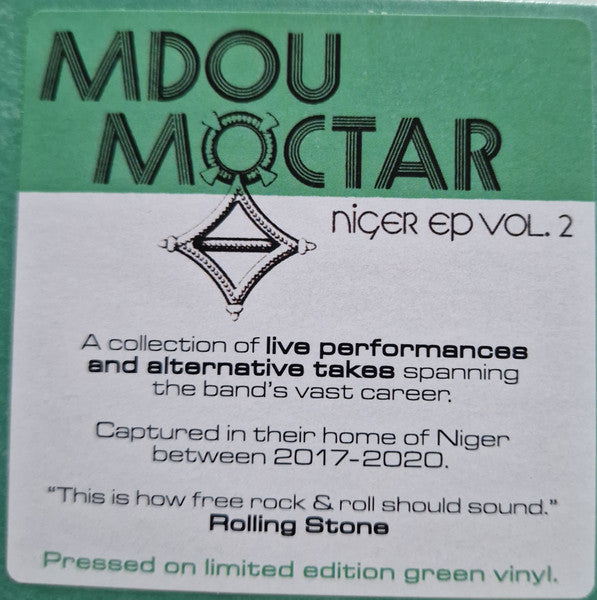 MDOU
MOCTAR
NIGER EP VOL. 2
A collection of live performances
and alternative takes spanning
the band's vast career.
Captured in their home of Niger
between 2017-2020.
"This is how free rock & roll should sound."
Rolling Stone
Pressed on limited edition green vinyl.